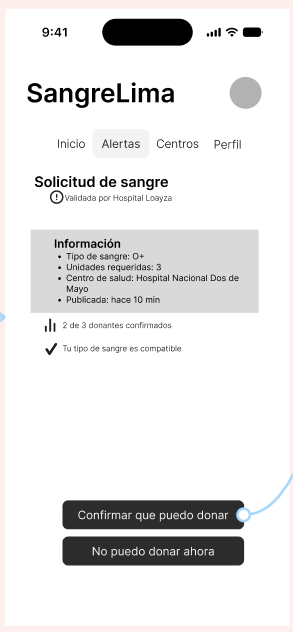 9:41
SangreLima
Inicio Alertas Centros Perfil
Solicitud de sangre
Validada por Hospital Loayza
Información
• Tipo de sangre: O+
• Unidades requeridas: 3
• Centro de salud: Hospital Nacional Dos de
Mayo
• Publicada: hace 10 min
2 de 3 donantes confirmados
Tu tipo de sangre es compatible
Confirmar que puedo donar
No puedo donar ahora